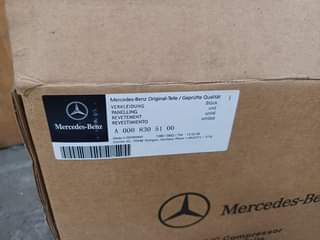 Mercedes-Benz Original-Teile / Geprüfte Qualität 1
VERKLEIDUNG Stück
PANELLING unit
REVETEMENT unité
REVESTIMIENTO unidad
Mercedes-Benz
A 000 830 51 00
Mercedes-Benz
Compressor